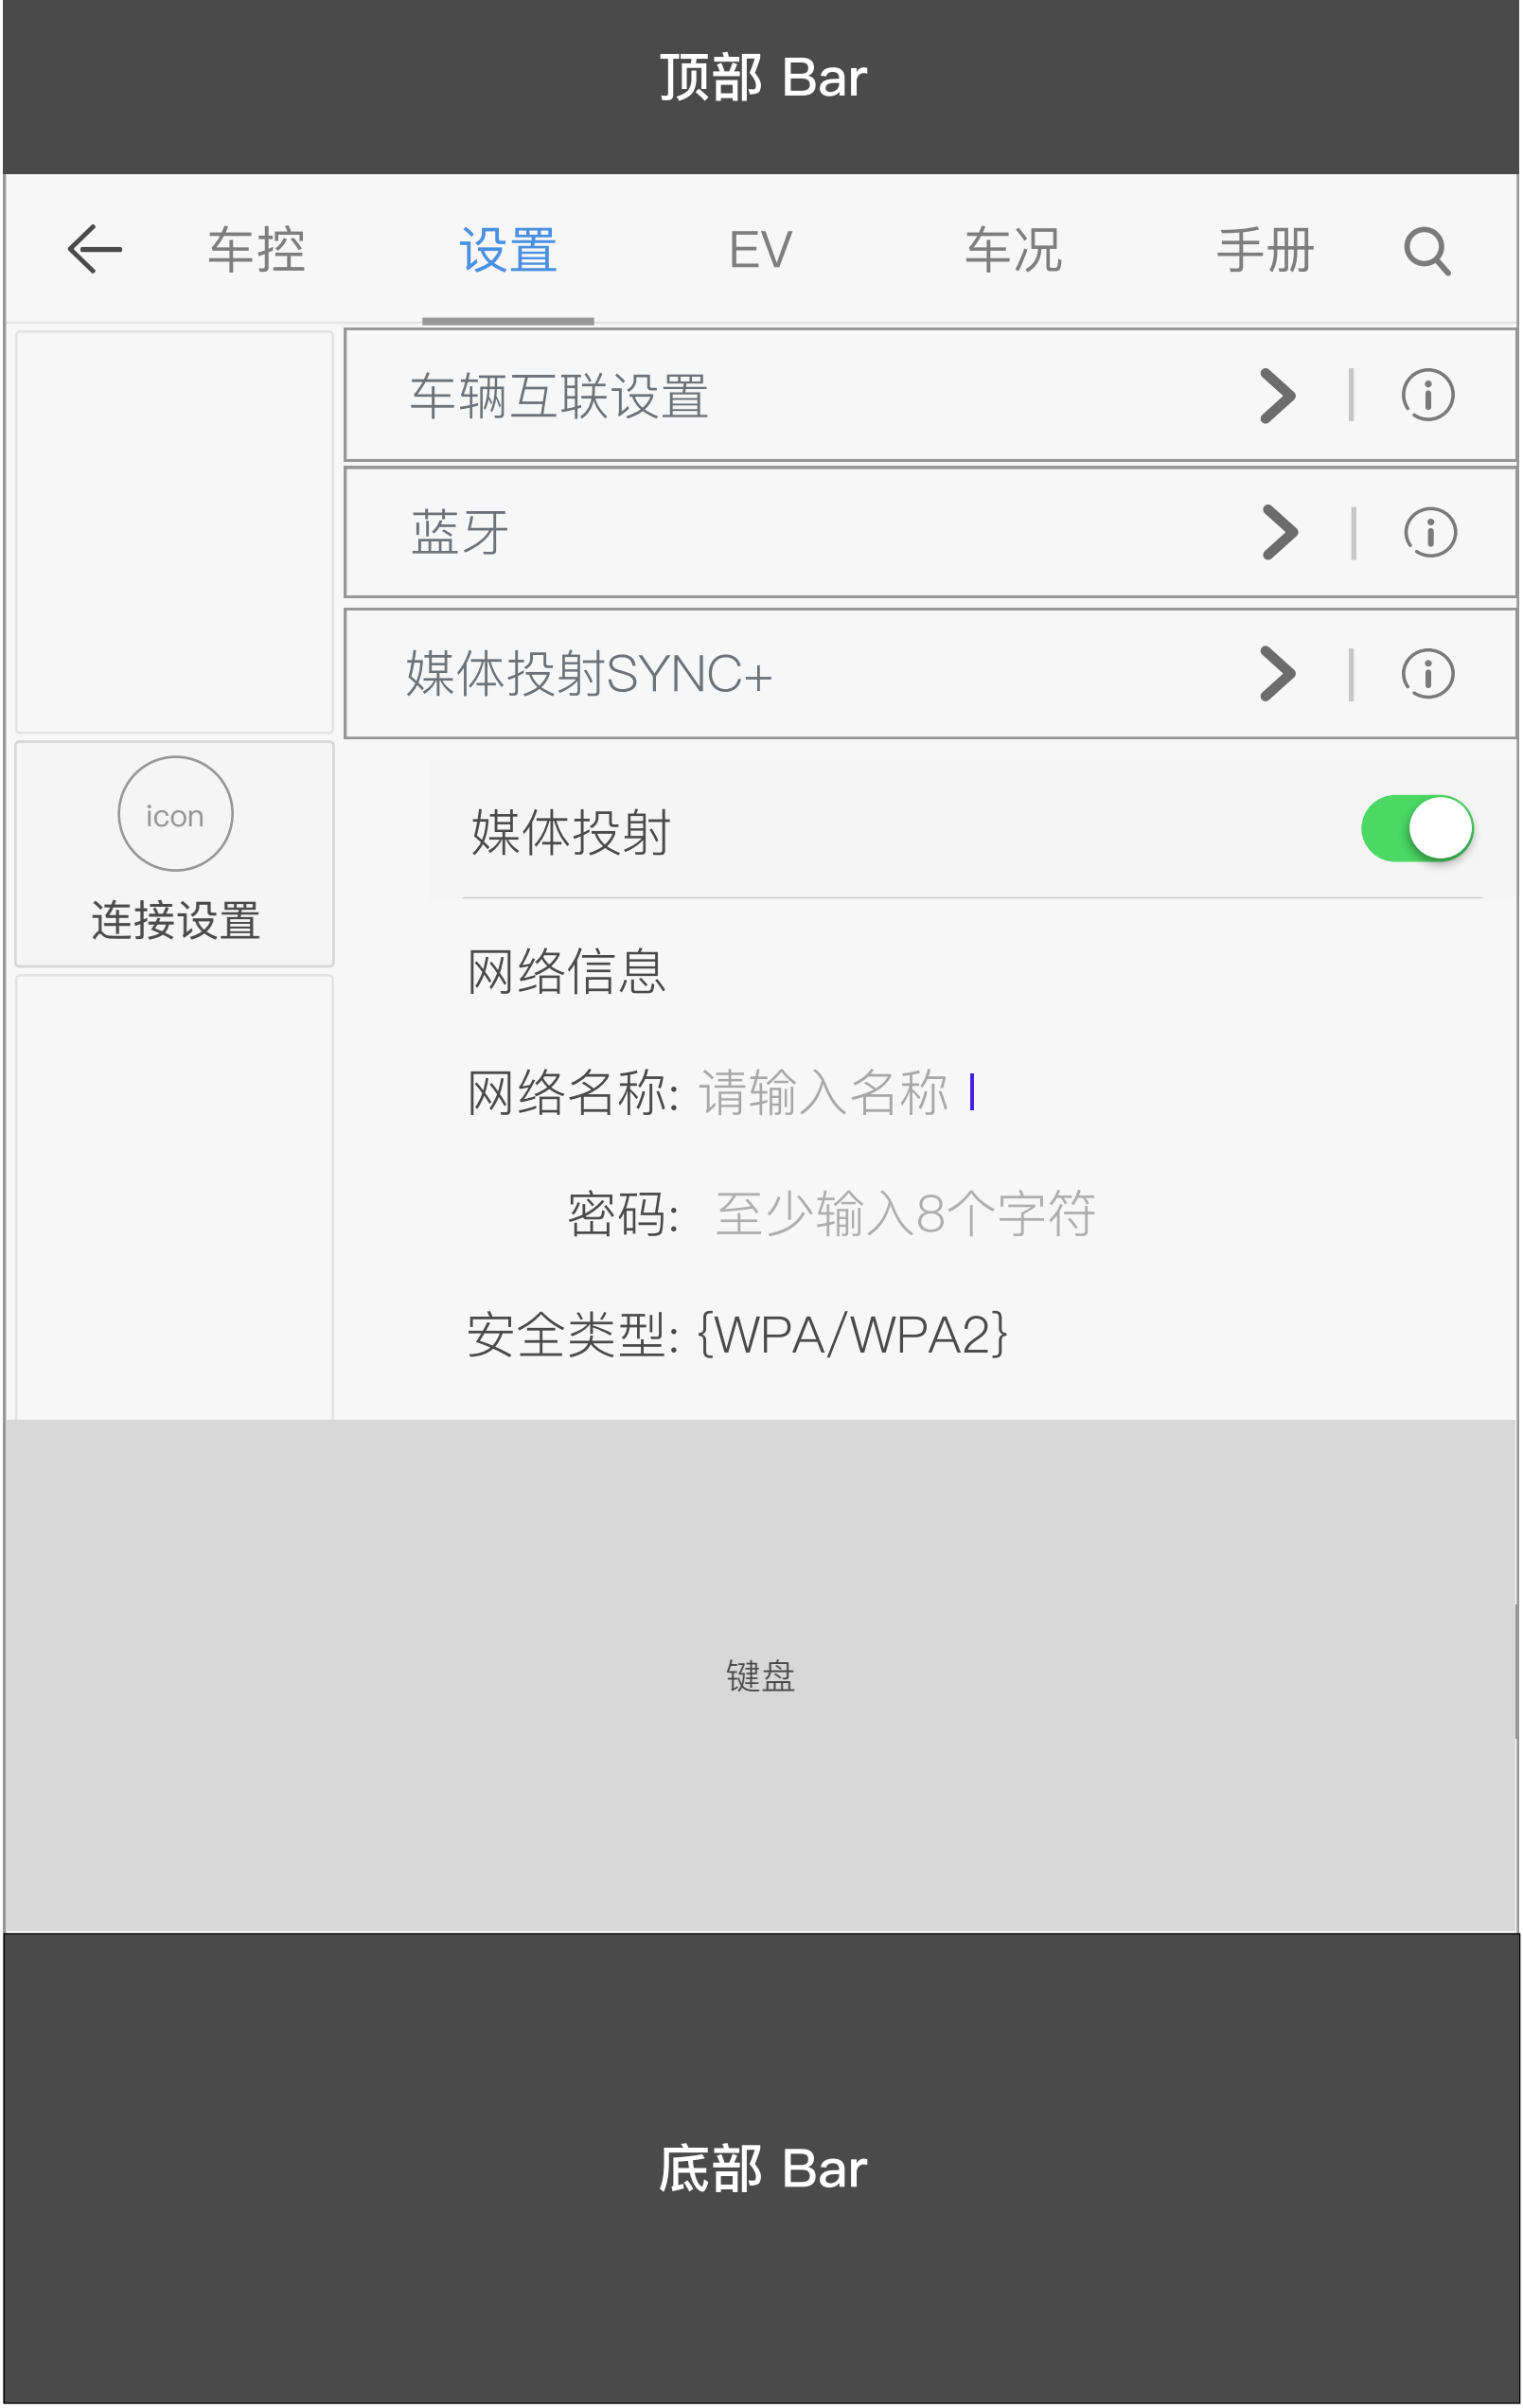 顶部 Bar
车控 设置 EV 车况 手册
车辆互联设置
蓝牙
媒体投射SYNC+
icon
连接设置
媒体投射
网络信息
网络名称: 请输入名称
密码: 至少输入8个字符
安全类型: {WPA/WPA2}
键盘
底部 Bar